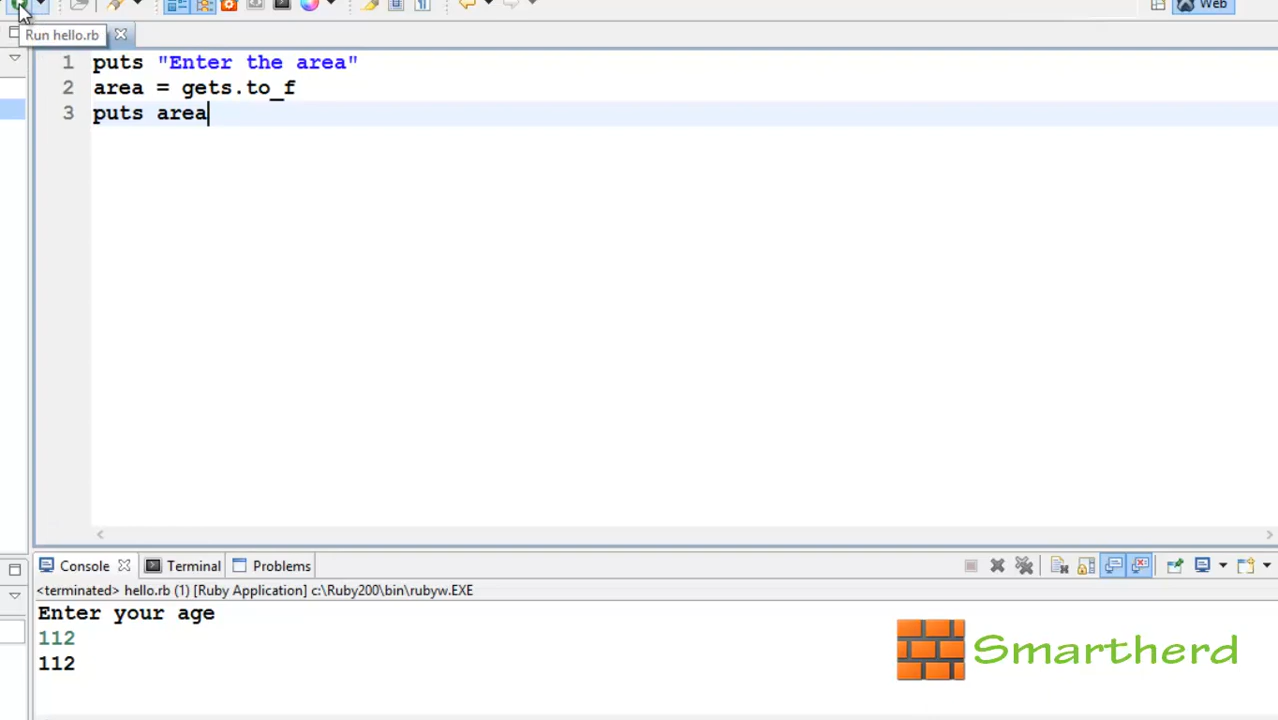 Web
Run hello.rb
1 puts "Enter the area"
2 area = gets.to_f
3 puts area
Console Terminal Problems
<terminated> hello.rb (1) [Ruby Application] c:\Ruby200\bin\rubyw.EXE
Enter your age
112
112
Smartherd